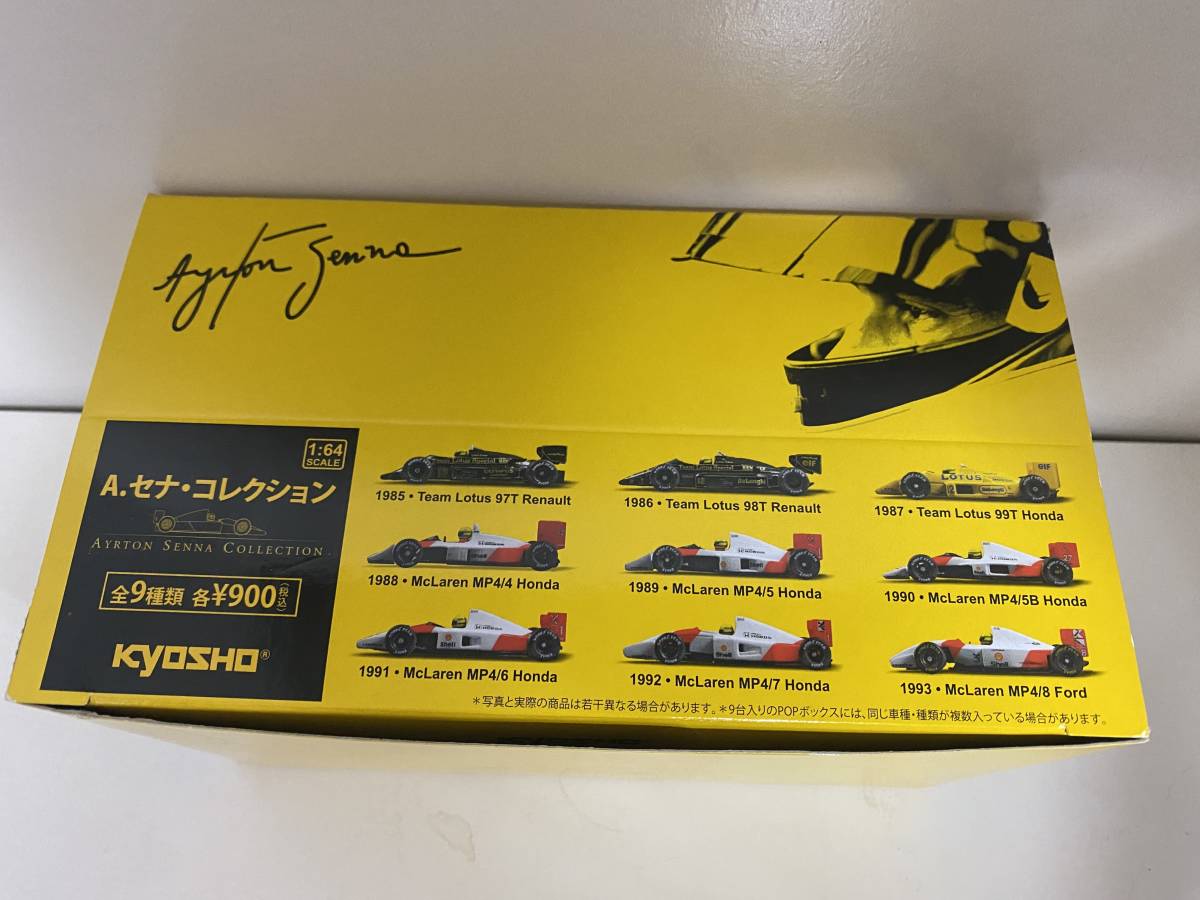 Ayrton Senna
1:64
SCALE
A.セナ・コレクション
AYRTON SENNA COLLECTION
全9種類 各¥900(税込)
KYOSHO®
1985 • Team Lotus 97T Renault
1986 • Team Lotus 98T Renault
1987 • Team Lotus 99T Honda
1988 • McLaren MP4/4 Honda
1989 • McLaren MP4/5 Honda
1990 • McLaren MP4/5B Honda
1991 • McLaren MP4/6 Honda
1992 • McLaren MP4/7 Honda
1993 • McLaren MP4/8 Ford
＊写真と実際の商品は若干異なる場合があります。＊9台入りのPOPボックスには、同じ車種・種類が複数入っている場合があります。